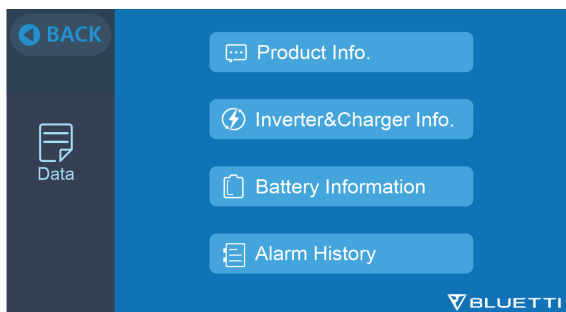 BACK
Data
Product Info.
Inverter&Charger Info.
Battery Information
Alarm History
BLUETTI